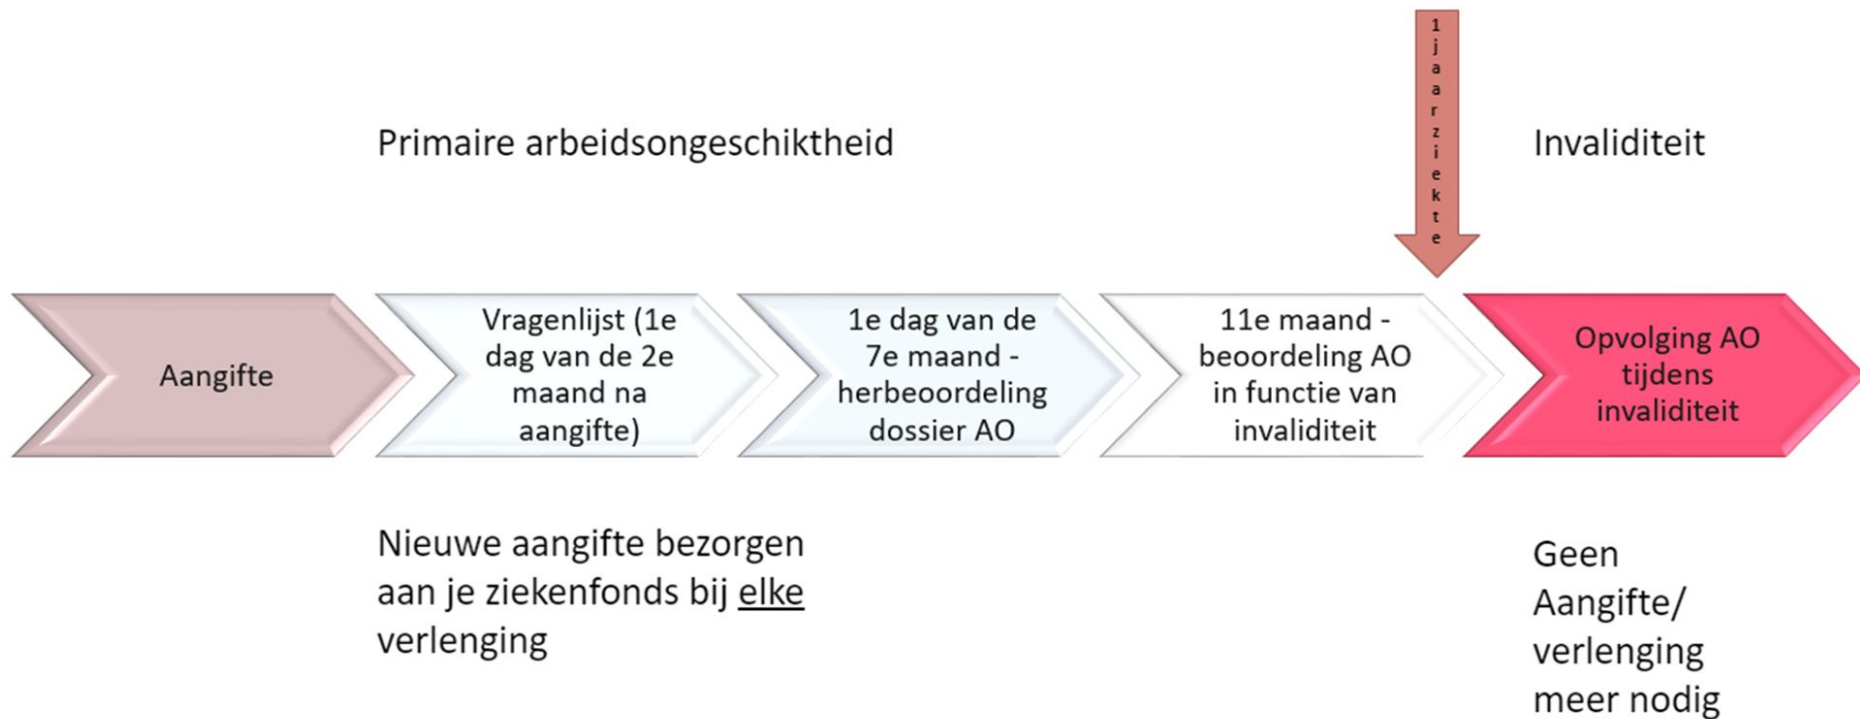 1jaarziekte
Primaire arbeidsongeschiktheid
Invaliditeit
Aangifte
Vragenlijst (1e
dag van de 2e
maand na
aangifte)
1e dag van de
7e maand -
herbeoordeling
dossier AO
11e maand -
beoordeling AO
in functie van
invaliditeit
Opvolging AO
tijdens
invaliditeit
Nieuwe aangifte bezorgen
aan je ziekenfonds bij elke
verlenging
Geen
Aangifte/
verlenging
meer nodig